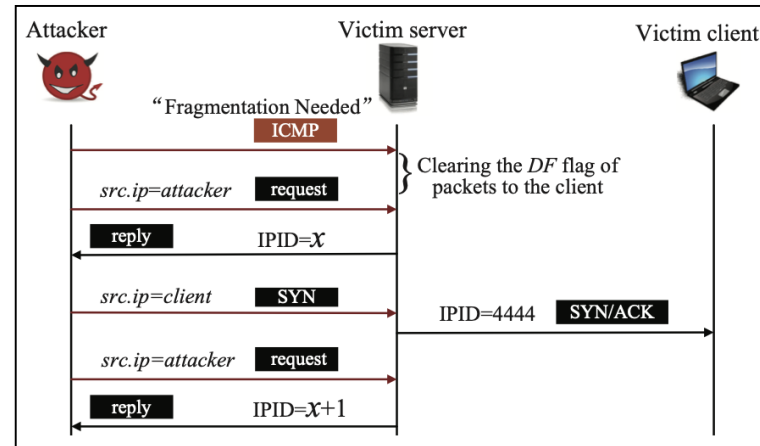 Attacker
Victim server
Victim client
“Fragmentation Needed”
ICMP
Clearing the DF flag of
packets to the client
src.ip=attacker
request
reply
IPID=x
src.ip=client
SYN
IPID=4444
SYN/ACK
src.ip=attacker
request
reply
IPID=x+1